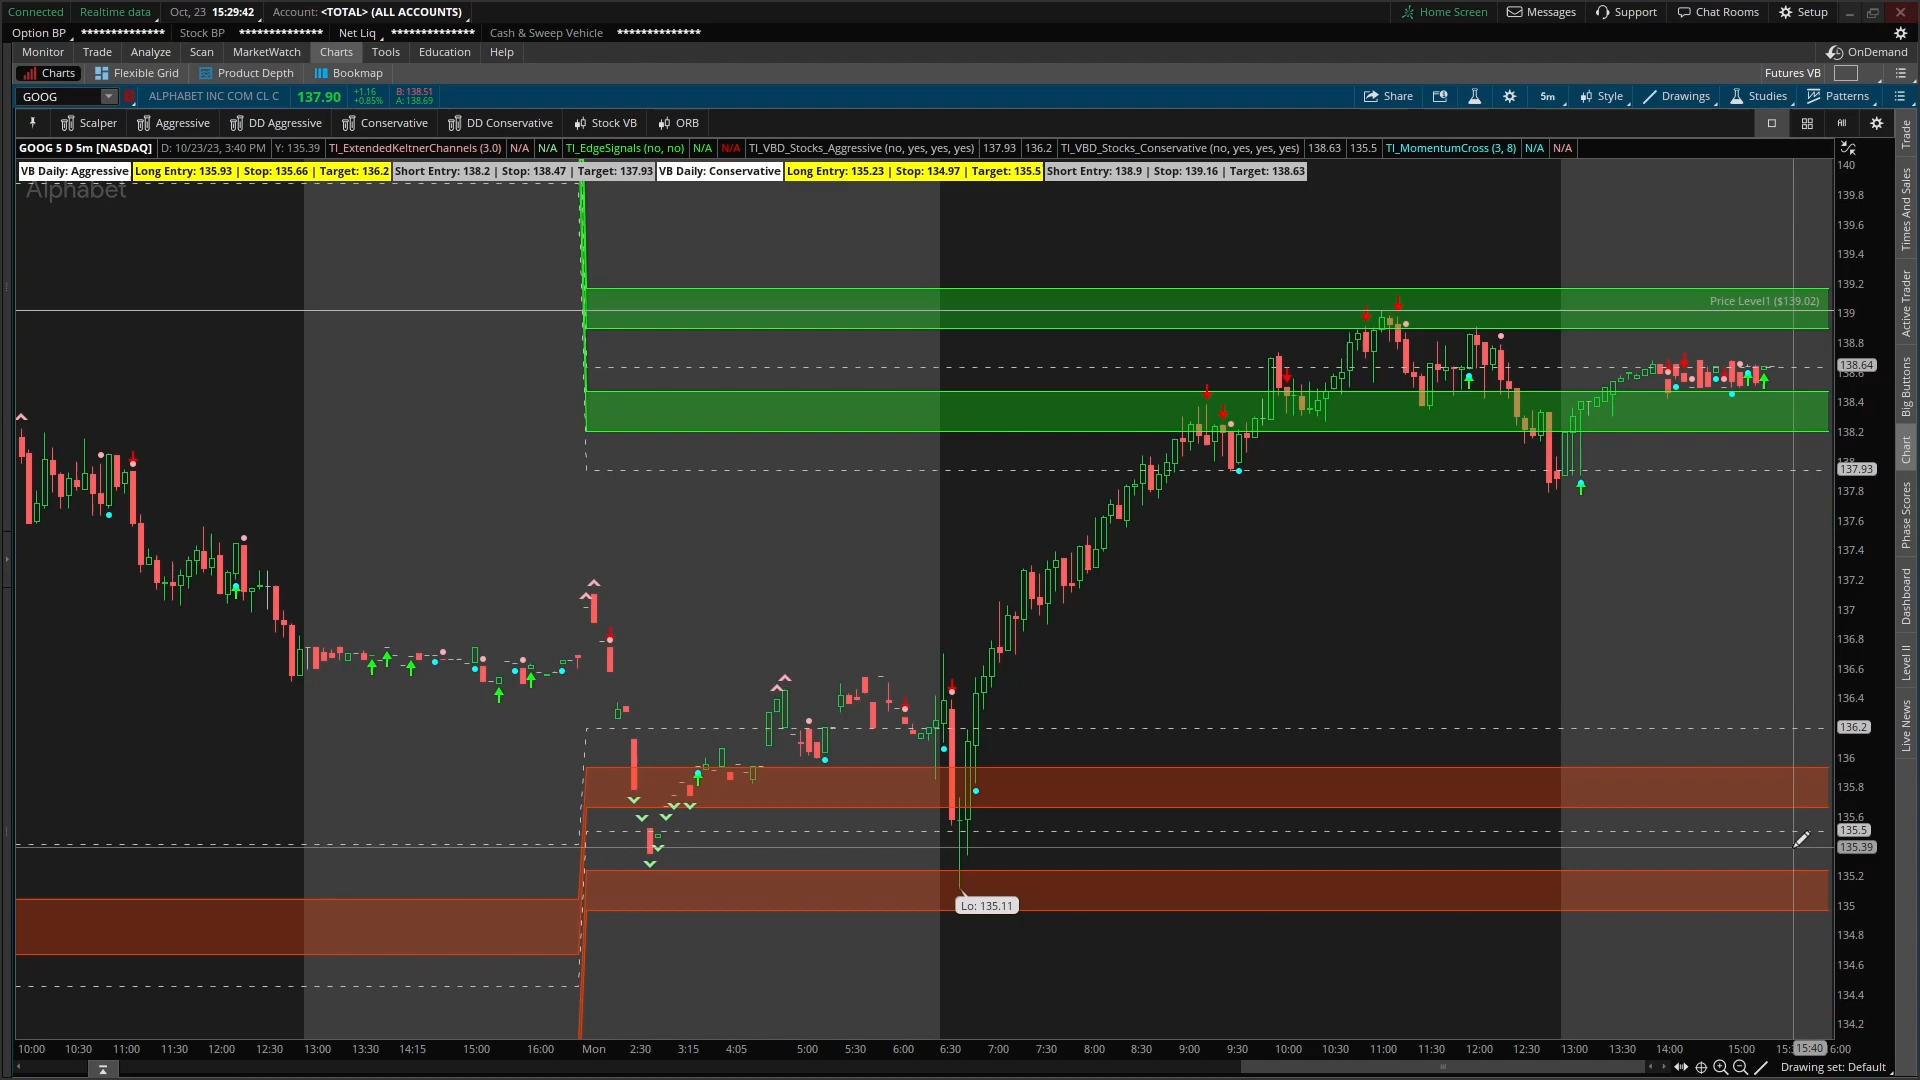 Connected Realtime data Oct, 23 15:29:42 Account: <TOTAL> (ALL ACCOUNTS) Home Screen Messages Support Chat Rooms Setup
Option BP ************** Stock BP ************** Net Liq ************** Cash & Sweep Vehicle **************
Monitor Trade Analyze Scan MarketWatch Charts Tools Education Help OnDemand
Charts Flexible Grid Product Depth Bookmap Futures VB
GOOG ALPHABET INC COM CL C 137.90 +1.16 +0.85% B: 138.51 A: 138.69 Share 5m Style Drawings Studies Patterns
Scalper Aggressive DD Aggressive Conservative DD Conservative Stock VB ORB All
GOOG 5 D 5m [NASDAQ] D: 10/23/23, 3:40 PM Y: 135.39 TI_ExtendedKeltnerChannels (3.0) N/A N/A TI_EdgeSignals (no, no) N/A N/A TI_VBD_Stocks_Aggressive (no, yes, yes, yes) 137.93 136.2 TI_VBD_Stocks_Conservative (no, yes, yes, yes) 138.63 135.5 TI_MomentumCross (3, 8) N/A N/A
VB Daily: Aggressive Long Entry: 135.93 | Stop: 135.66 | Target: 136.2 Short Entry: 138.2 | Stop: 138.47 | Target: 137.93 VB Daily: Conservative Long Entry: 135.23 | Stop: 134.97 | Target: 135.5 Short Entry: 138.9 | Stop: 139.16 | Target: 138.63
Alphabet
140
139.8
139.6
139.4
139.2
Price Level1 ($139.02)
139
138.8
138.64
138.4
138.2
137.93
137.8
137.6
137.4
137.2
137
136.8
136.6
136.4
136.2
136
135.8
135.6
135.5
135.39
135.2
Lo: 135.11
135
134.8
134.6
134.4
134.2
10:00 10:30 11:00 11:30 12:00 12:30 13:00 13:30 14:15 15:00 16:00 Mon 2:30 3:15 4:05 5:00 5:30 6:00 6:30 7:00 7:30 8:00 8:30 9:00 9:30 10:00 10:30 11:00 11:30 12:00 12:30 13:00 13:30 14:00 15:00 15:40 6:00
Drawing set: Default
Trade
Times And Sales
Active Trader
Big Buttons
Chart
Phase Scores
Dashboard
Level II
Live News